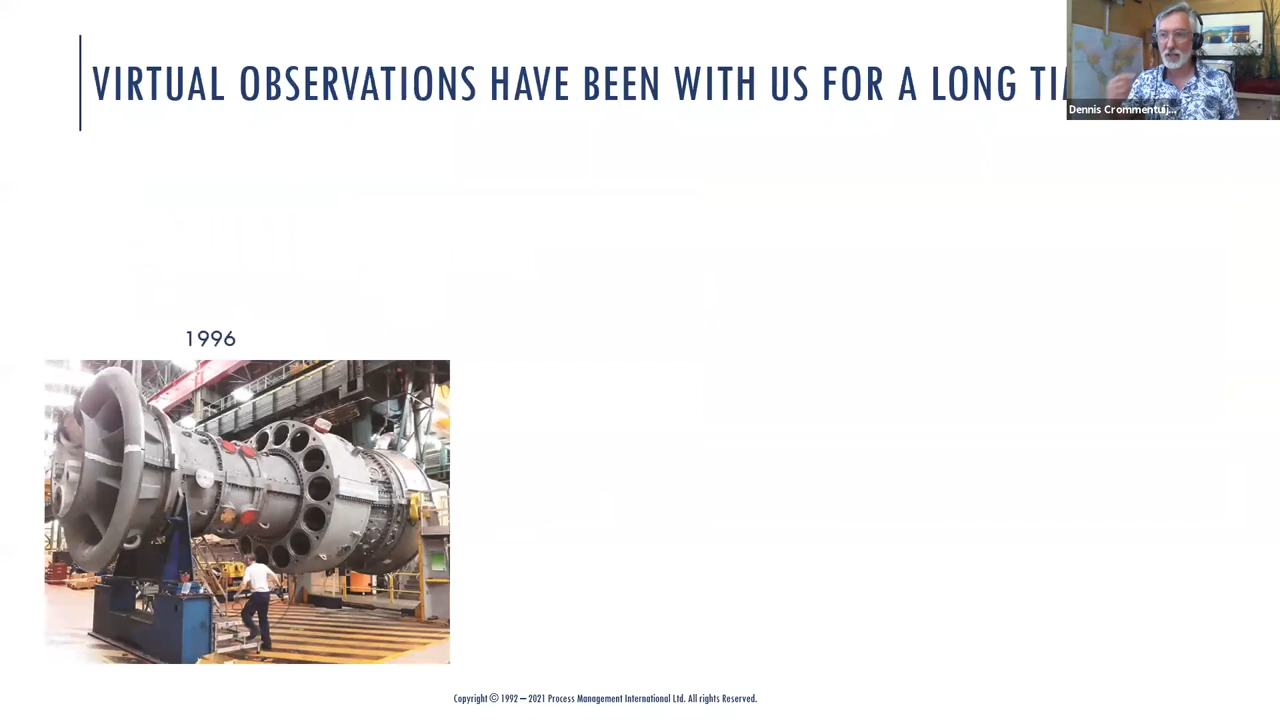 VIRTUAL OBSERVATIONS HAVE BEEN WITH US FOR A LONG
Dennis Crommentuij...
1996
Copyright © 1992 – 2021 Process Management International Ltd. All rights Reserved.